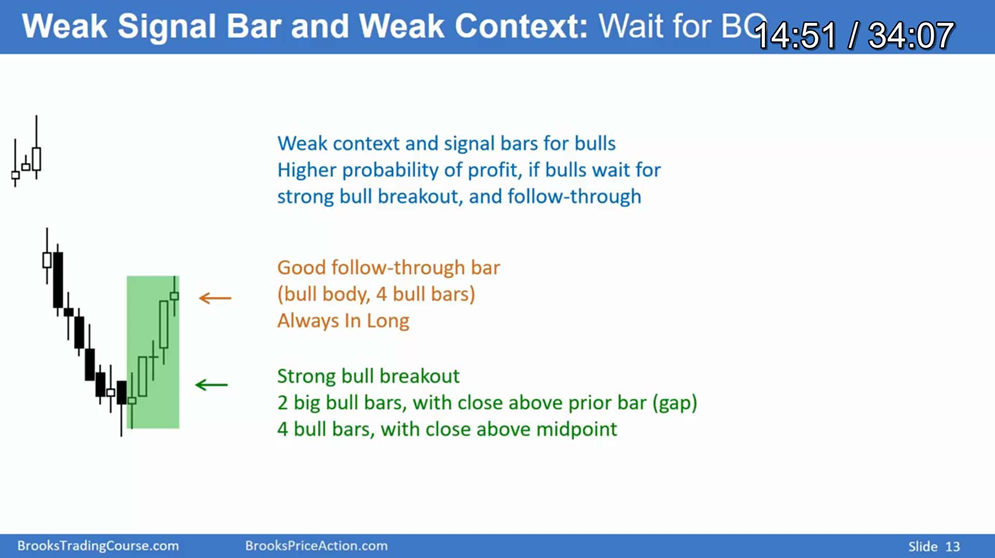 Weak Signal Bar and Weak Context: Wait for BO
14:51 / 34:07
Weak context and signal bars for bulls
Higher probability of profit, if bulls wait for
strong bull breakout, and follow-through
Good follow-through bar
(bull body, 4 bull bars)
Always In Long
Strong bull breakout
2 big bull bars, with close above prior bar (gap)
4 bull bars, with close above midpoint
BrooksTradingCourse.com
BrooksPriceAction.com
Slide 13